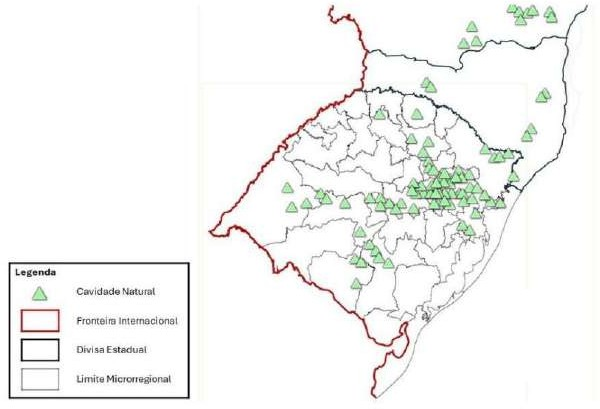 Legenda
Cavidade Natural
Fronteira Internacional
Divisa Estadual
Limite Microrregional